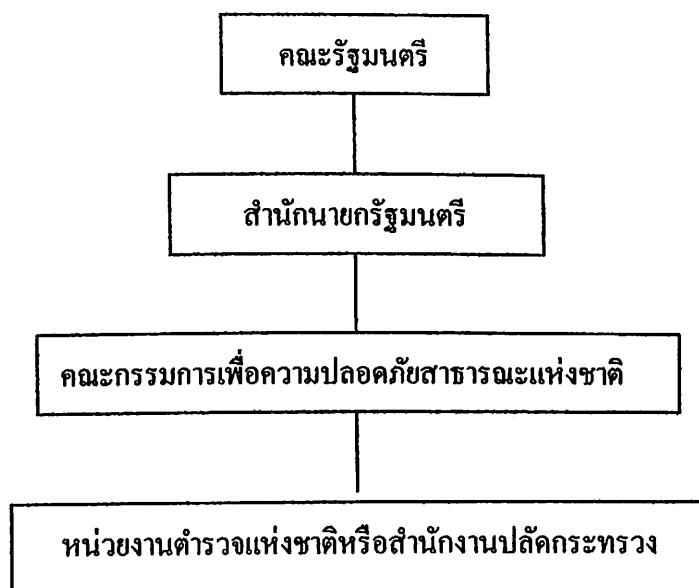 คณะรัฐมนตรี
สำนักนายกรัฐมนตรี
คณะกรรมการเพื่อความปลอดภัยสาธารณะแห่งชาติ
หน่วยงานตำรวจแห่งชาติหรือสำนักงานปลัดกระทรวง